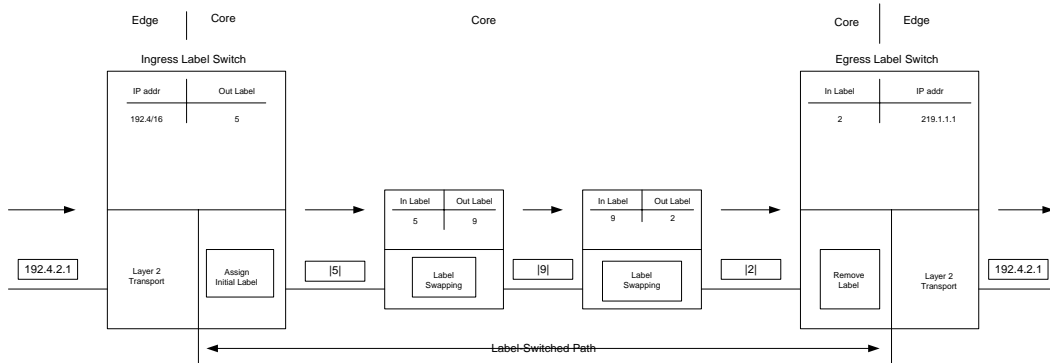 Edge Core
Core
Core Edge
Ingress Label Switch
Egress Label Switch
IP addr Out Label
192.4/16 5
In Label IP addr
2 219.1.1.1
In Label Out Label
5 9
In Label Out Label
9 2
192.4.2.1
Layer 2
Transport
Assign
Initial Label
|5|
Label
Swapping
|9|
Label
Swapping
|2|
Remove
Label
Layer 2
Transport
192.4.2.1
Label-Switched Path